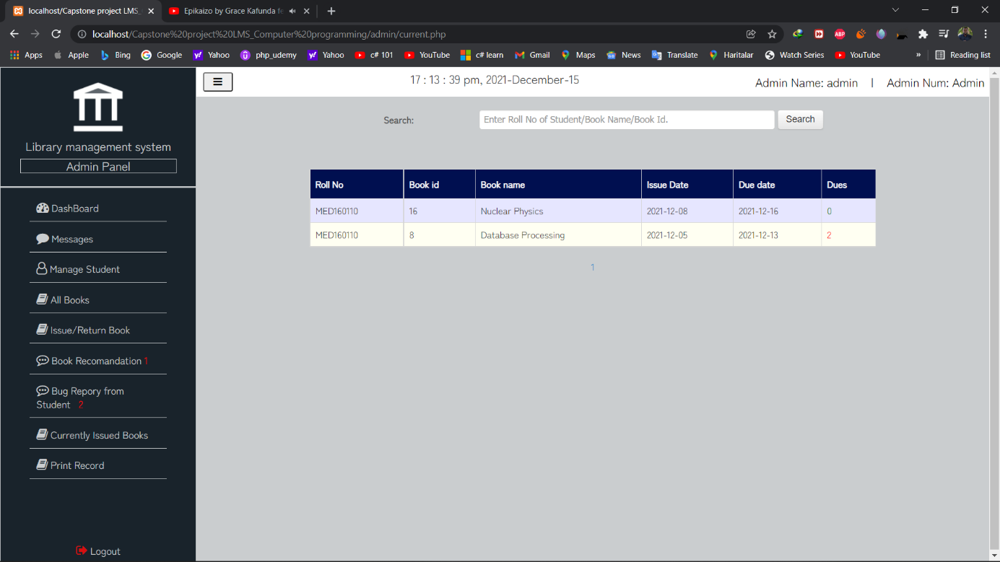 localhost/Capstone project LMS_
Epikaizo by Grace Kafunda fe
localhost/Capstone%20project%20LMS_Computer%20programming/admin/current.php
ABP
Apps Apple Bing Google Yahoo php_udemy Yahoo c# 101 YouTube c# learn Gmail Maps News Translate Haritalar Watch Series YouTube » Reading list
17 : 13 : 39 pm, 2021-December-15
Admin Name: admin | Admin Num: Admin
Library management system
Admin Panel
DashBoard
Messages
Manage Student
All Books
Issue/Return Book
Book Recomandation 1
Bug Repory from
Student 2
Currently Issued Books
Print Record
Logout
Search: Enter Roll No of Student/Book Name/Book Id. Search
Roll No Book id Book name Issue Date Due date Dues
MED160110 16 Nuclear Physics 2021-12-08 2021-12-16 0
MED160110 8 Database Processing 2021-12-05 2021-12-13 2
1